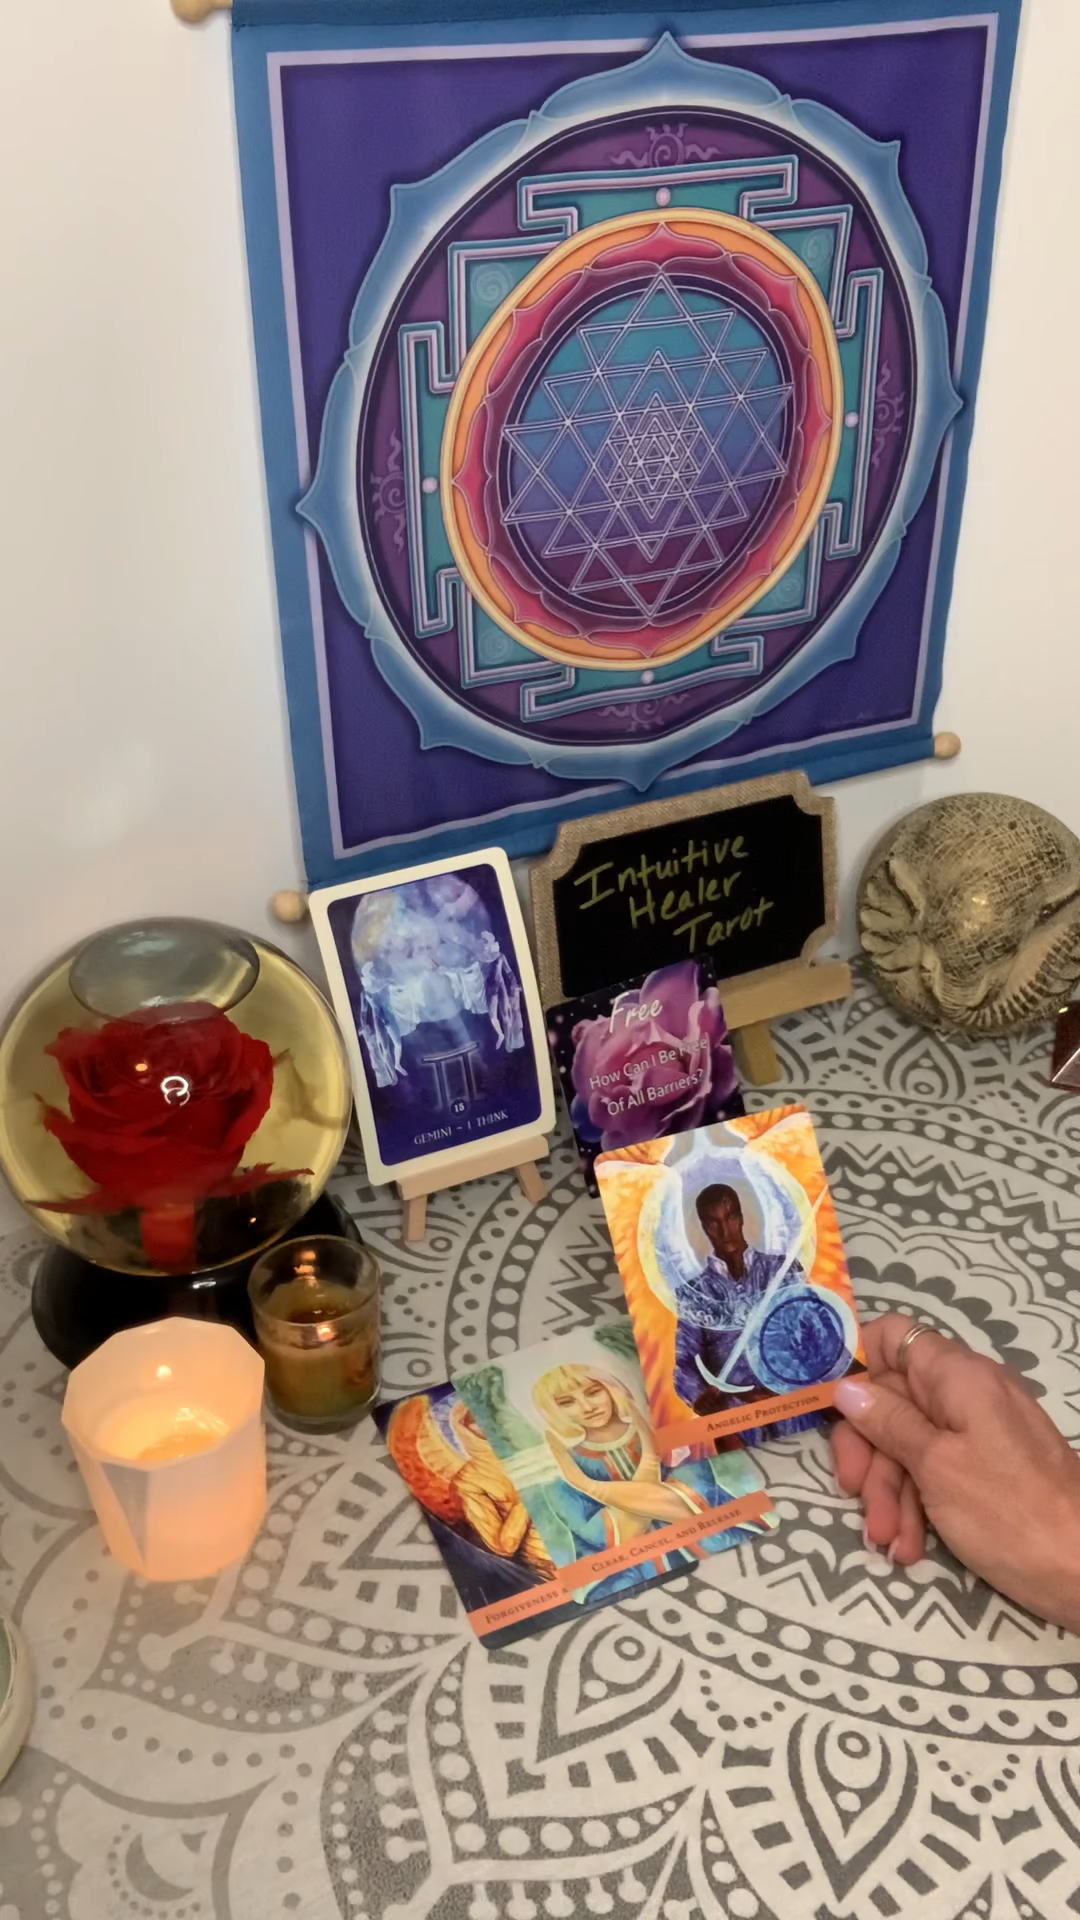 Intuitive
Healer
Tarot
Free
How Can I Be Free
Of All Barriers?
18
GEMINI ~ I THINK
ANGELIC PROTECTION
CLEAR, CANCEL, AND RELEASE
FORGIVENESS